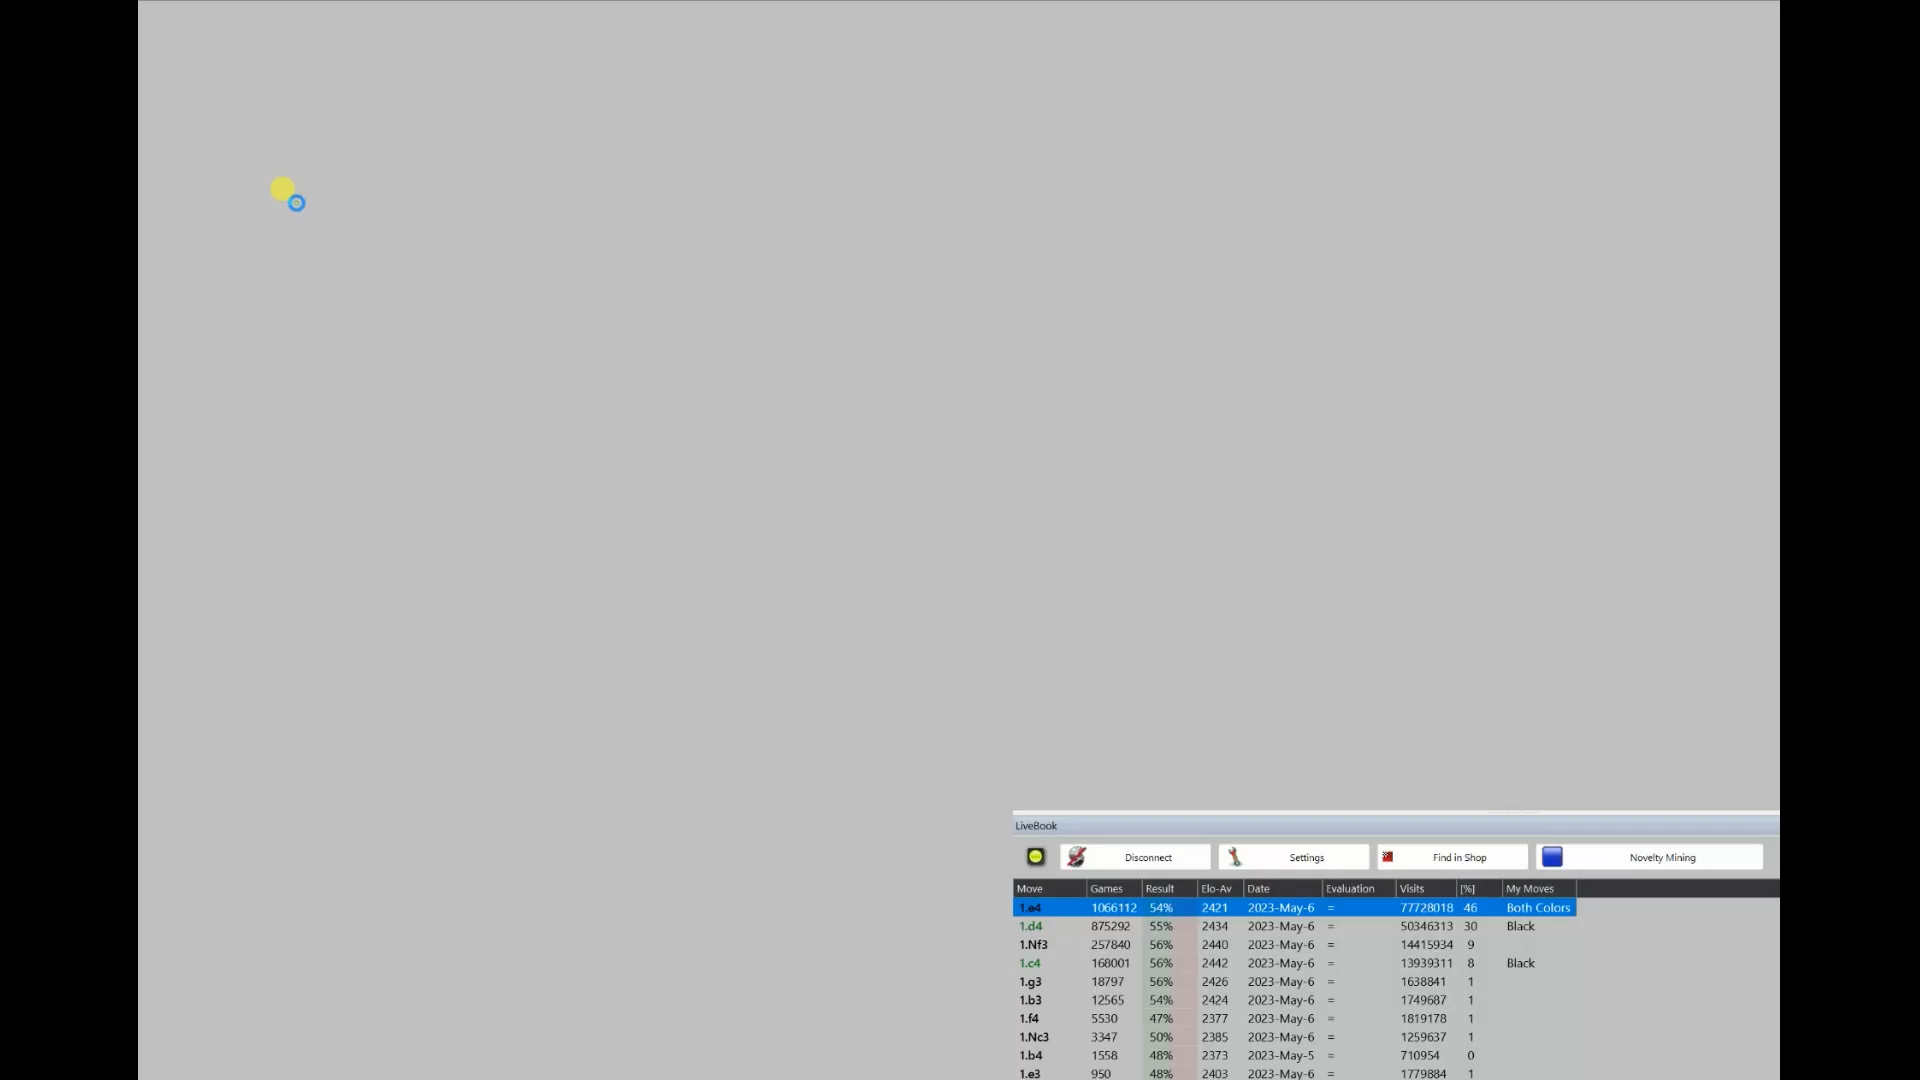 LiveBook
Disconnect Settings Find in Shop Novelty Mining
Move Games Result Elo-Av Date Evaluation Visits [%] My Moves
1.e4 1066112 54% 2421 2023-May-6 = 77728018 46 Both Colors
1.d4 875292 55% 2434 2023-May-6 = 50346313 30 Black
1.Nf3 257840 56% 2440 2023-May-6 = 14415934 9
1.c4 168001 56% 2442 2023-May-6 = 13939311 8 Black
1.g3 18797 56% 2426 2023-May-6 = 1638841 1
1.b3 12565 54% 2424 2023-May-6 = 1749687 1
1.f4 5530 47% 2377 2023-May-6 = 1819178 1
1.Nc3 3347 50% 2385 2023-May-6 = 1259637 1
1.b4 1558 48% 2373 2023-May-5 = 710954 0
1.e3 950 48% 2403 2023-May-6 = 1779884 1